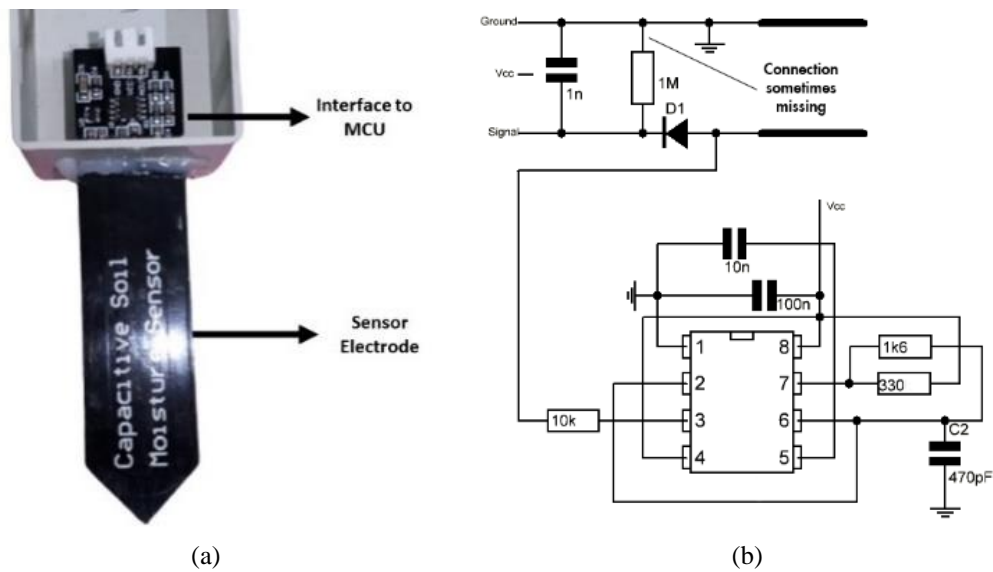 Interface to
MCU
Capacitive Soil
Moisture Sensor
Sensor
Electrode
(a)
Ground
Vcc
1n
1M
Connection
sometimes
missing
Signal
D1
Vcc
10n
100n
1
8
1k6
2
7
330
10k
3
6
4
5
C2
470pF
(b)